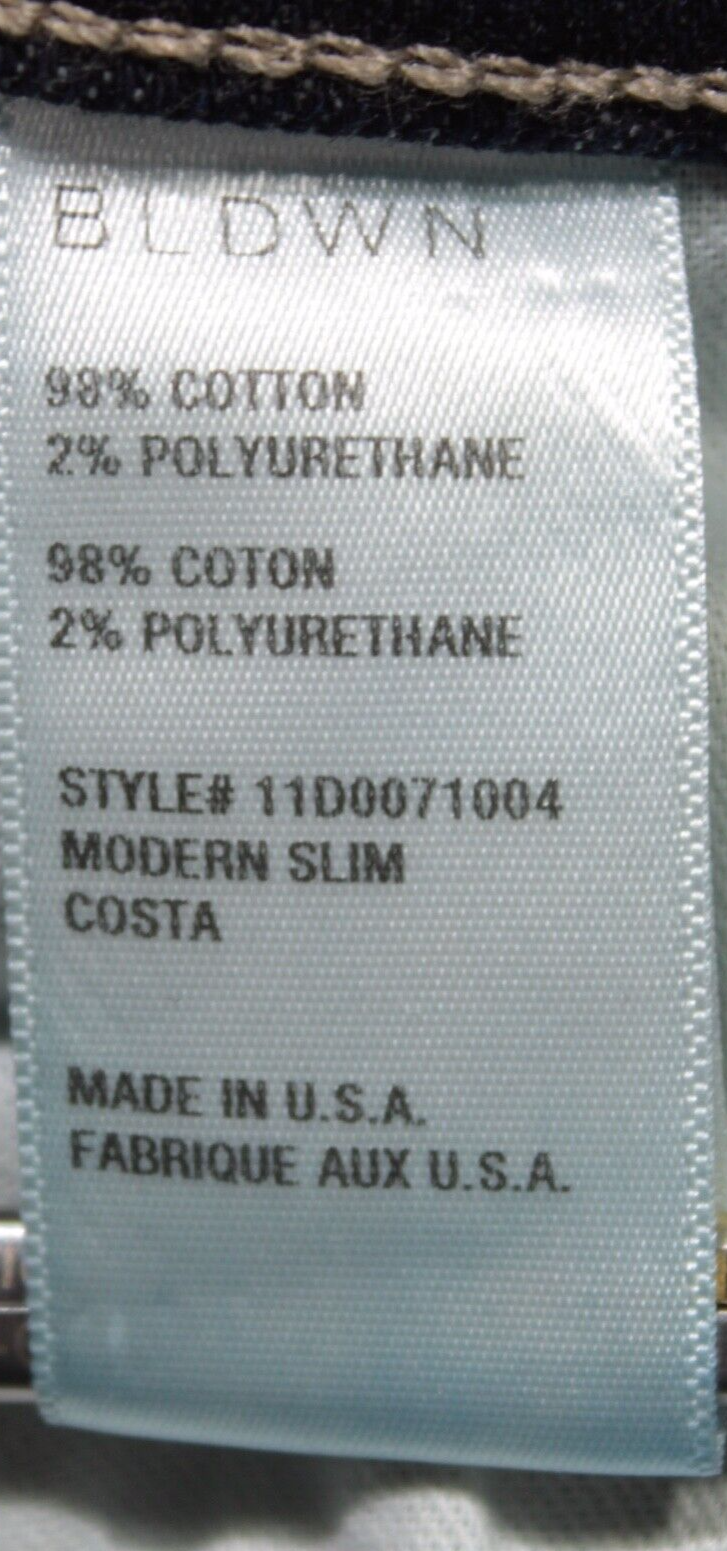 BLDWN
98% COTTON
2% POLYURETHANE
98% COTON
2% POLYURETHANE
STYLE# 11D0071004
MODERN SLIM
COSTA
MADE IN U.S.A.
FABRIQUE AUX U.S.A.